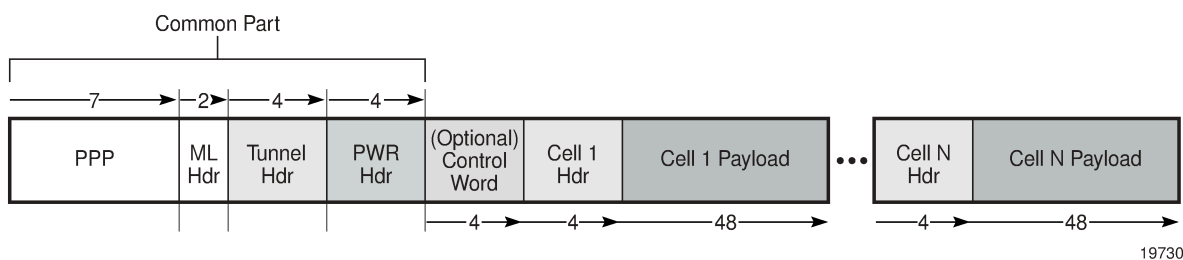 Common Part
7 2 4 4
PPP
ML
Hdr
Tunnel
Hdr
PWR
Hdr
(Optional)
Control
Word
Cell 1
Hdr
Cell 1 Payload
Cell N
Hdr
Cell N Payload
4 4 48 4 48
19730